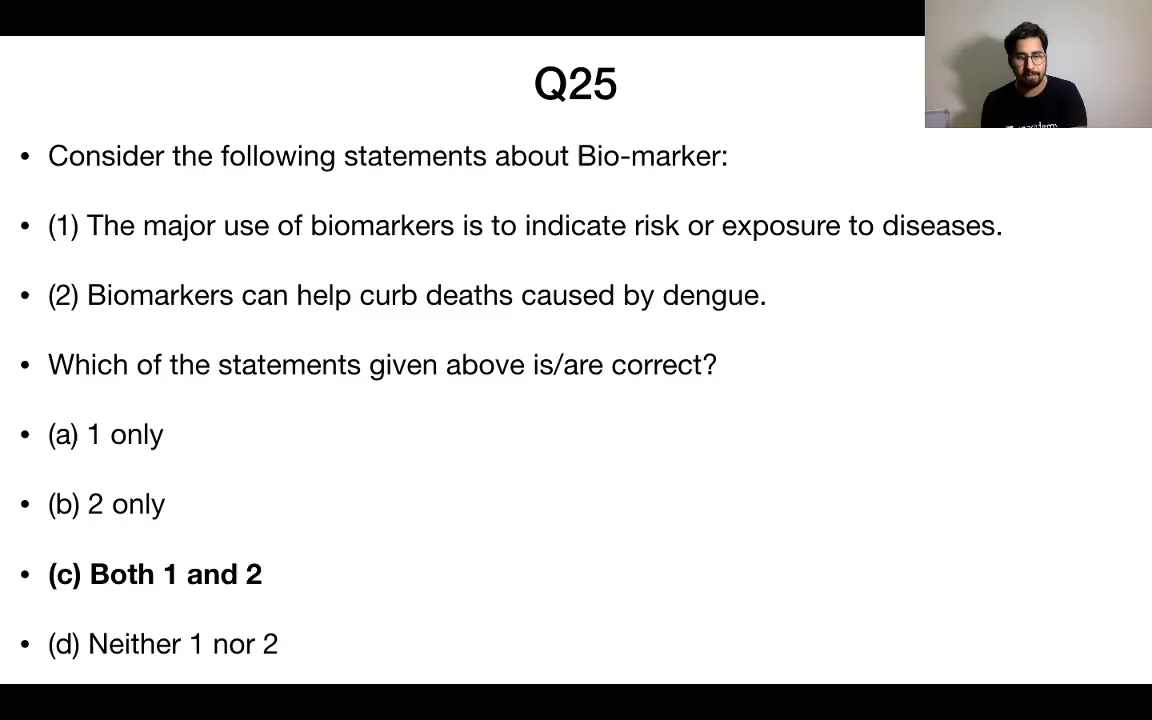 Q25
• Consider the following statements about Bio-marker:
• (1) The major use of biomarkers is to indicate risk or exposure to diseases.
• (2) Biomarkers can help curb deaths caused by dengue.
• Which of the statements given above is/are correct?
• (a) 1 only
• (b) 2 only
• (c) Both 1 and 2
• (d) Neither 1 nor 2